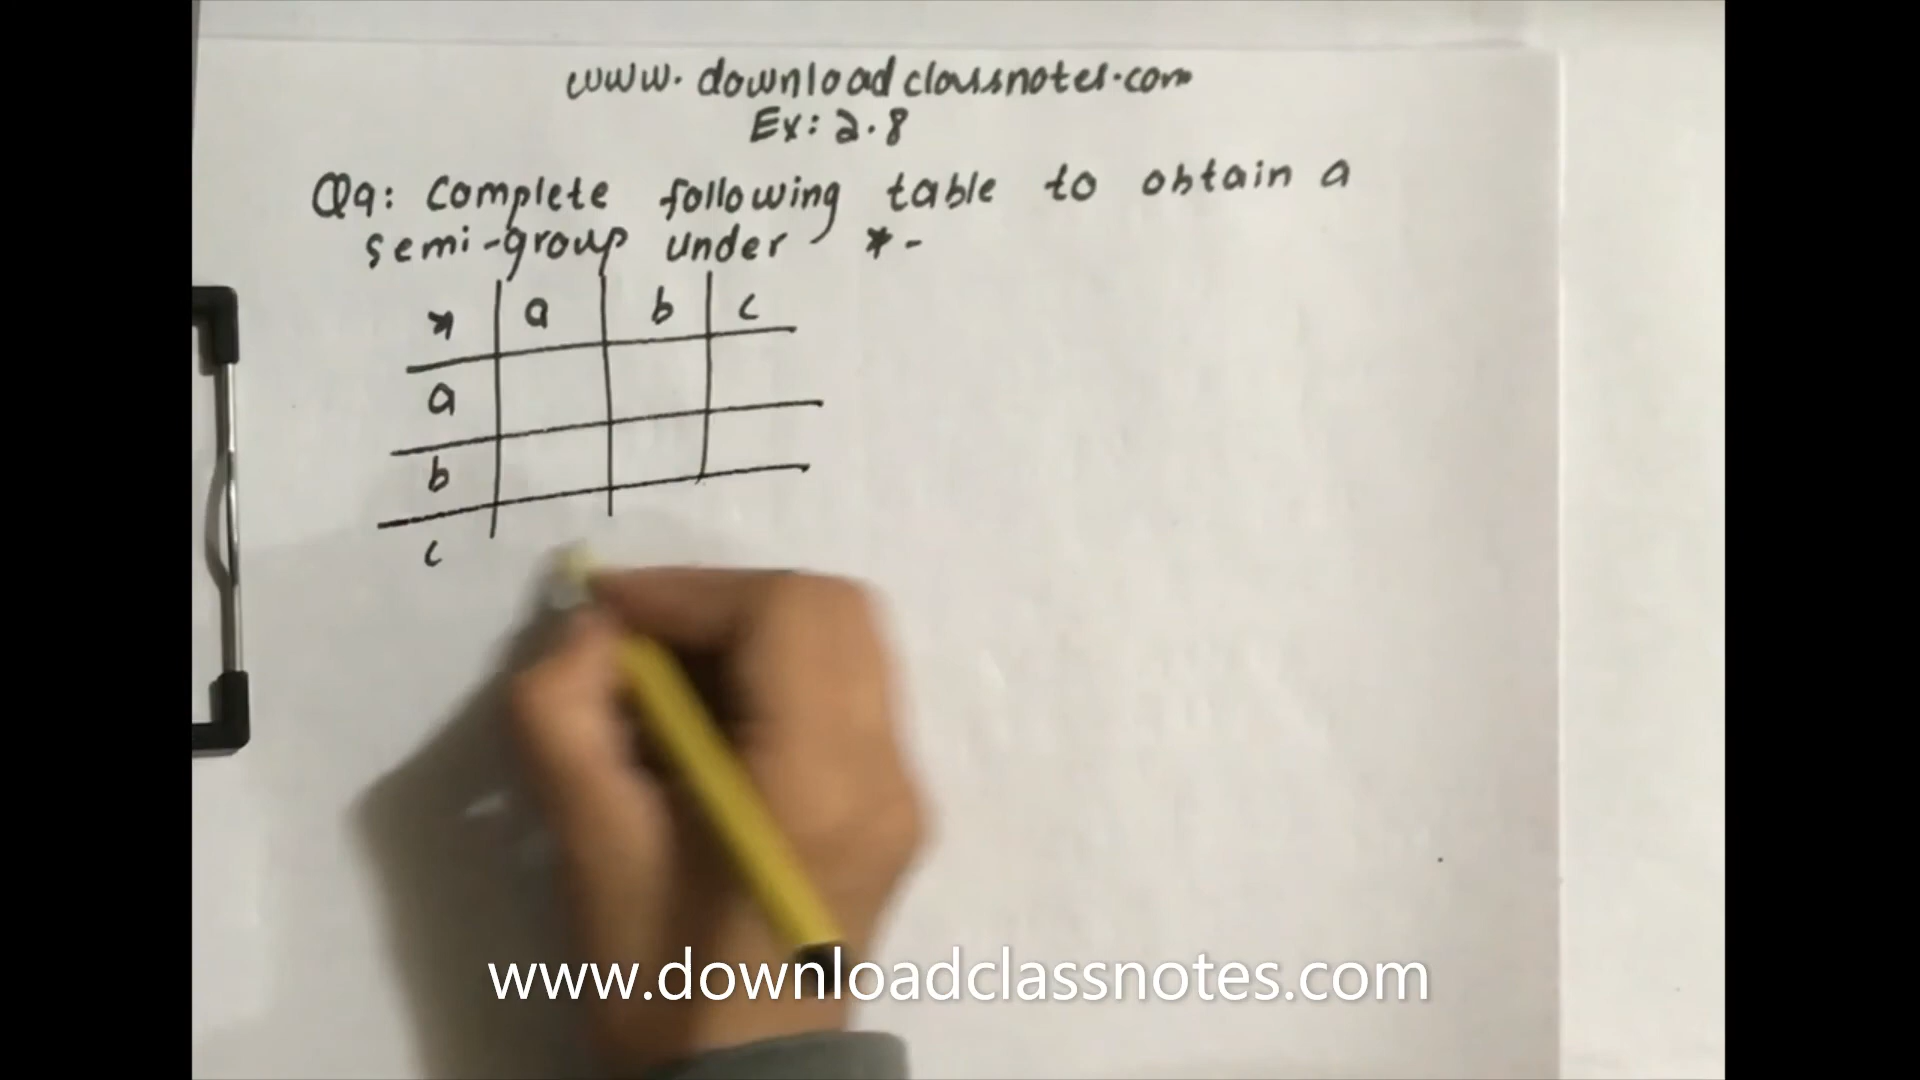 www.downloadclassnotes.com
Ex: 2.8
Q9: Complete following table to obtain a
semi-group under *-
* a b c
a
b
c
www.downloadclassnotes.com